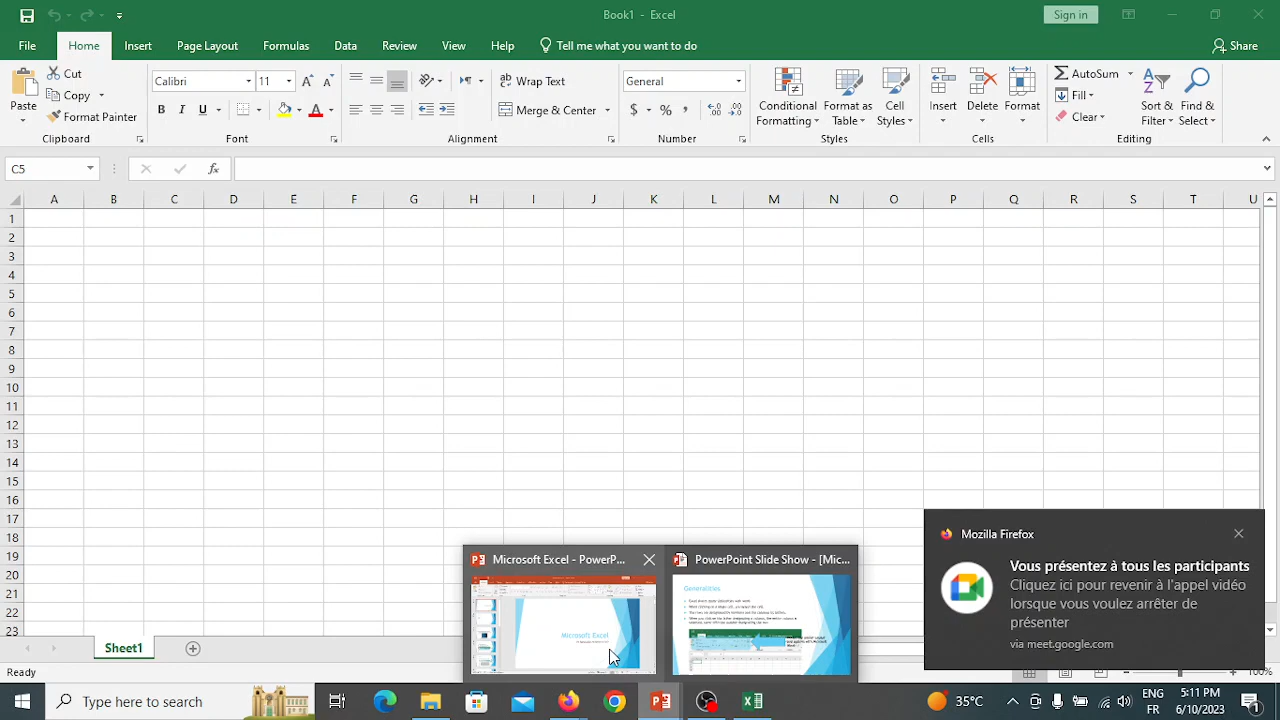 Book1 - Excel
Sign in
File Home Insert Page Layout Formulas Data Review View Help Tell me what you want to do Share
Paste
Cut
Copy
Format Painter
Clipboard
Calibri 11
B I U
Font
Wrap Text
Merge & Center
Alignment
General
$ % ,
Number
Conditional Formatting
Format as Table
Cell Styles
Styles
Insert
Delete
Format
Cells
AutoSum
Fill
Clear
Sort & Filter
Find & Select
Editing
C5
fx
A B C D E F G H I J K L M N O P Q R S T U
1
2
3
4
5
6
7
8
9
10
11
12
13
14
15
16
17
18
19
20
21
22
23
Microsoft Excel - PowerP...
Microsoft Excel
PowerPoint Slide Show - [Mic...
Generalities
Mozilla Firefox
Vous présentez à tous les participants
Cliquez ici pour revenir à l'appel vidéo
lorsque vous voulez arrêter de
présenter
via meet.google.com
sheet1
Ready
100%
Type here to search
35°C
ENG
FR
5:11 PM
6/10/2023
1